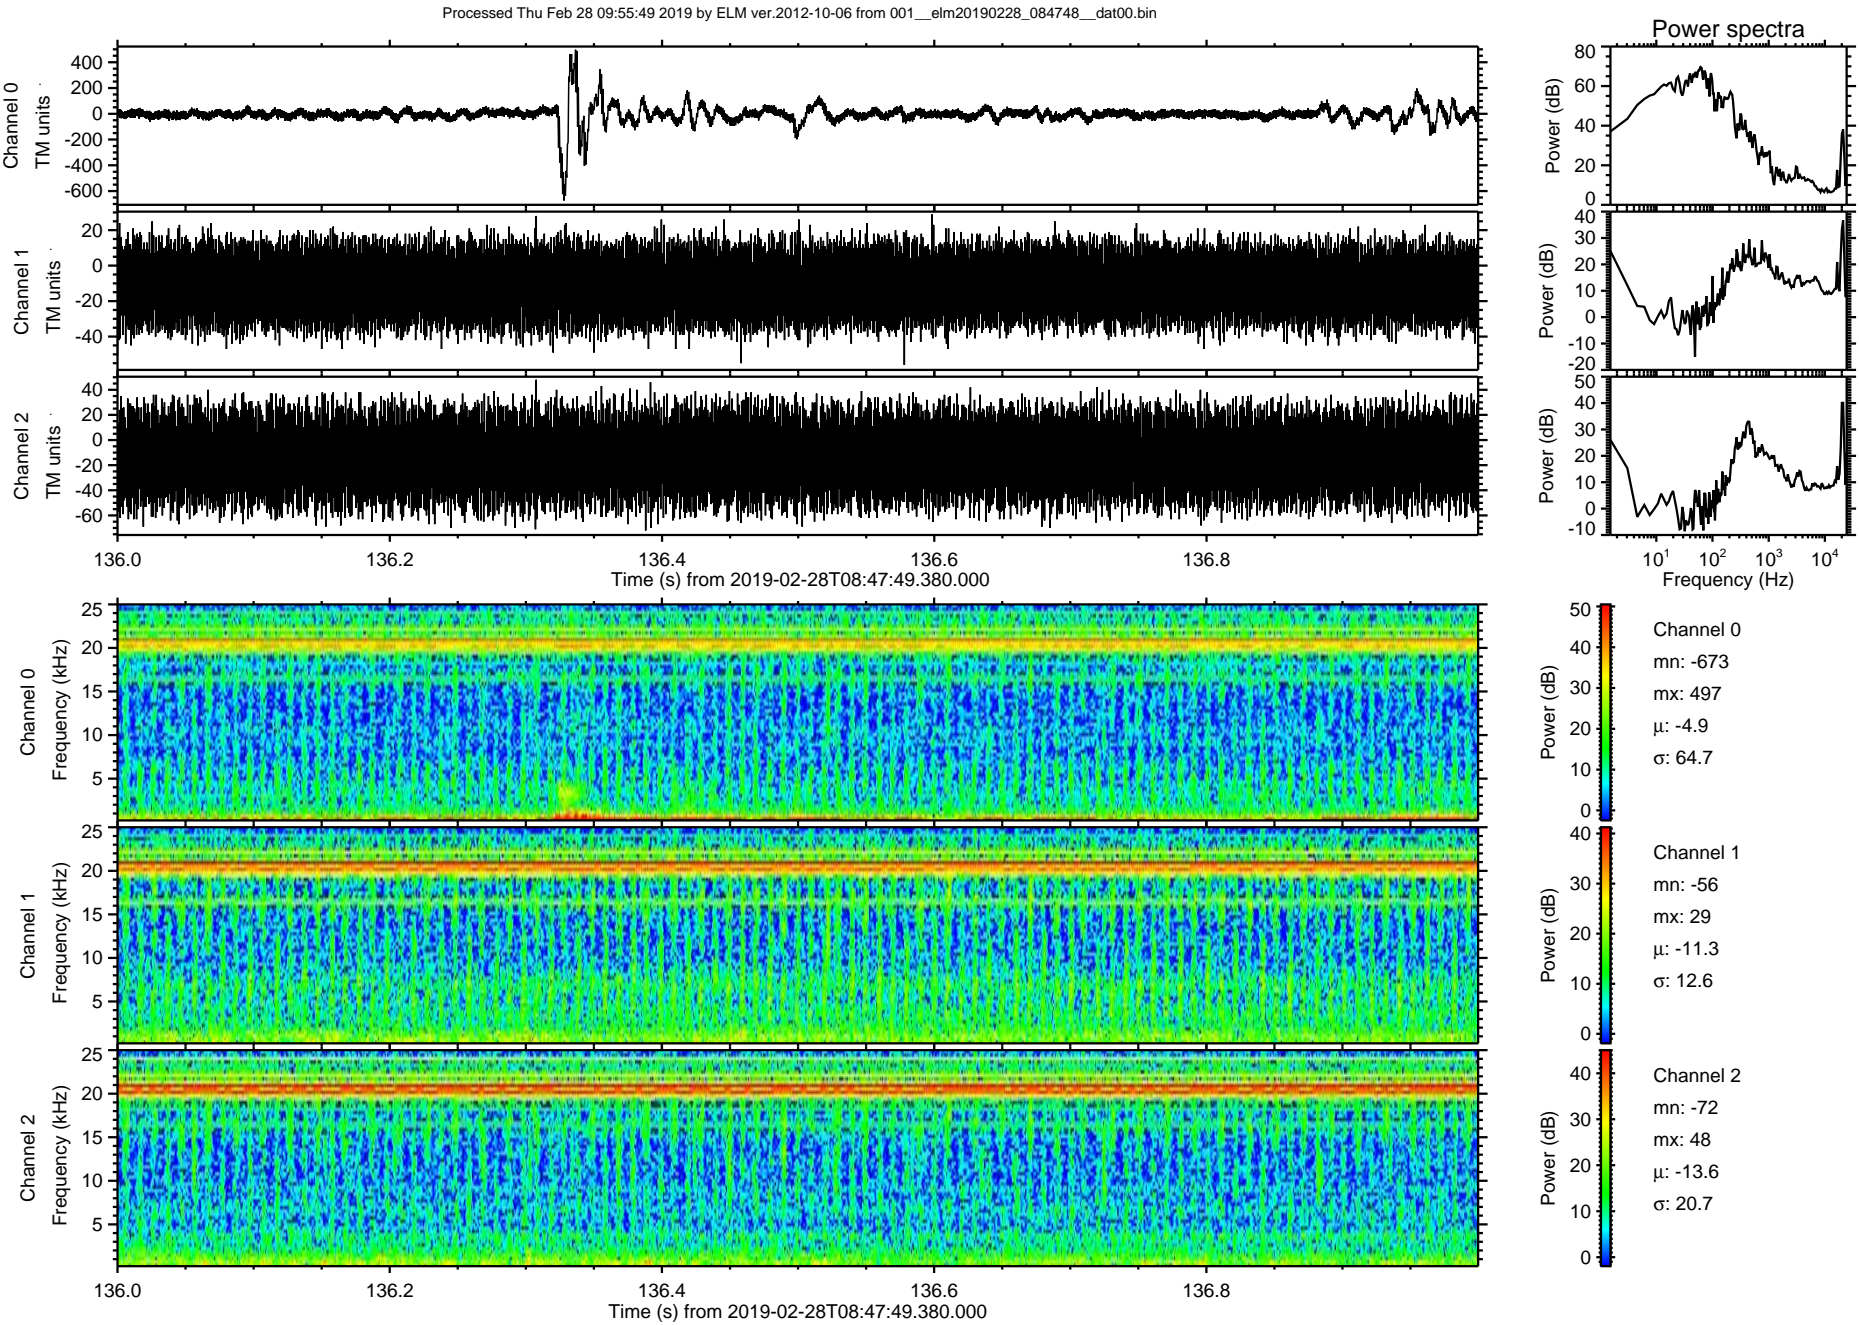 Processed Thu Feb 28 09:55:49 2019 by ELM ver.2012-10-06 from 001__elm20190228_084748__dat00.bin
Power spectra
Channel 0
TM units
400
200
0
-200
-400
-600
Power (dB)
80
60
40
20
0
Channel 1
TM units
20
0
-20
-40
Power (dB)
40
30
20
10
0
-10
-20
Channel 2
TM units
40
20
0
-20
-40
-60
Power (dB)
50
40
30
20
10
0
-10
136.0 136.2 136.4 136.6 136.8
Time (s) from 2019-02-28T08:47:49.380.000
10¹ 10² 10³ 10⁴
Frequency (Hz)
Channel 0
Frequency (kHz)
25
20
15
10
5
Power (dB)
50
40
30
20
10
0
Channel 0
mn: -673
mx: 497
μ: -4.9
σ: 64.7
Channel 1
Frequency (kHz)
25
20
15
10
5
Power (dB)
40
30
20
10
0
Channel 1
mn: -56
mx: 29
μ: -11.3
σ: 12.6
Channel 2
Frequency (kHz)
25
20
15
10
5
Power (dB)
40
30
20
10
0
Channel 2
mn: -72
mx: 48
μ: -13.6
σ: 20.7
136.0 136.2 136.4 136.6 136.8
Time (s) from 2019-02-28T08:47:49.380.000